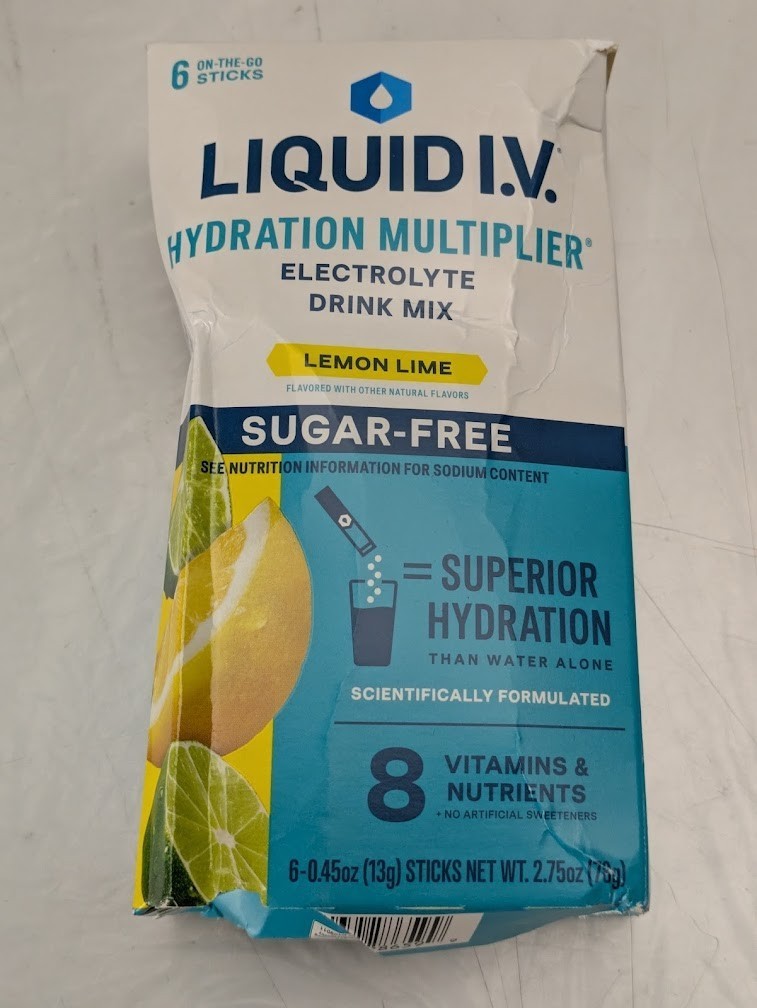 6 ON-THE-GO
STICKS
LIQUID I.V.
HYDRATION MULTIPLIER®
ELECTROLYTE
DRINK MIX
LEMON LIME
FLAVORED WITH OTHER NATURAL FLAVORS
SUGAR-FREE
SEE NUTRITION INFORMATION FOR SODIUM CONTENT
= SUPERIOR
HYDRATION
THAN WATER ALONE
SCIENTIFICALLY FORMULATED
8 VITAMINS &
NUTRIENTS
+ NO ARTIFICIAL SWEETENERS
6-0.45oz (13g) STICKS NET WT. 2.75oz (78g)